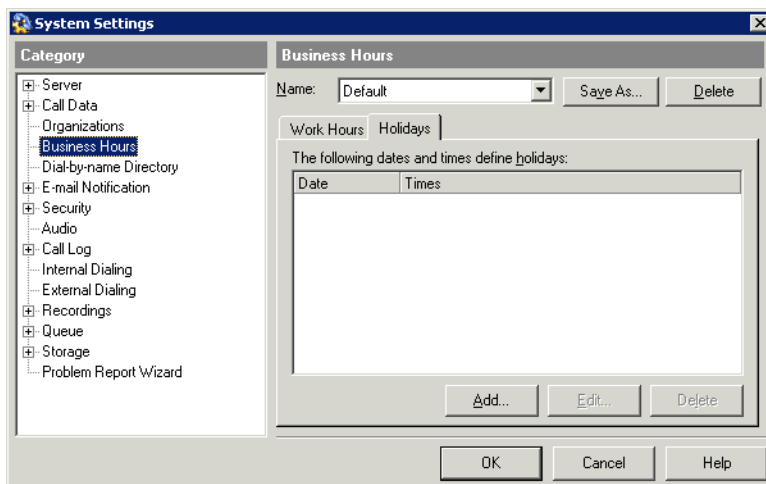 System Settings
Category
Server
Call Data
Organizations
Business Hours
Dial-by-name Directory
E-mail Notification
Security
Audio
Call Log
Internal Dialing
External Dialing
Recordings
Queue
Storage
Problem Report Wizard
Business Hours
Name: Default Save As... Delete
Work Hours Holidays
The following dates and times define holidays:
Date Times
Add... Edit... Delete
OK Cancel Help